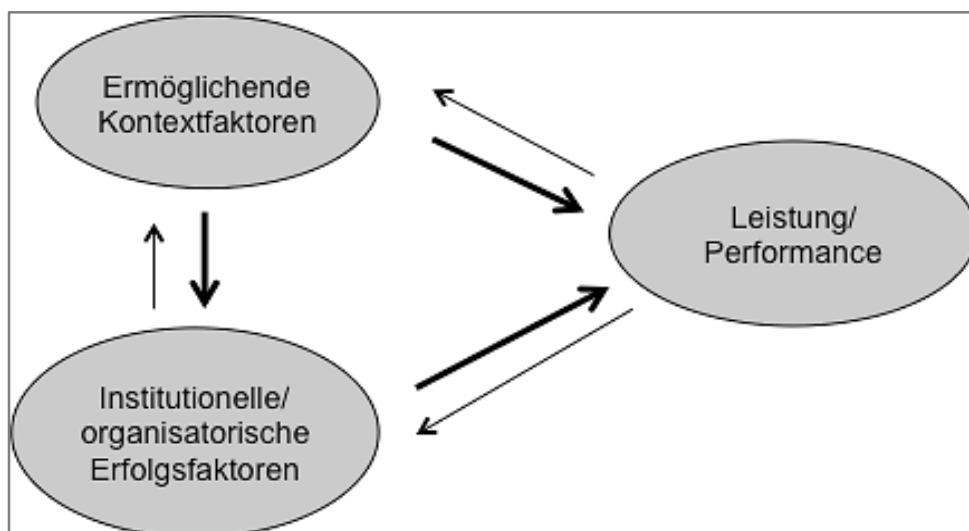 Ermöglichende
Kontextfaktoren
Leistung/
Performance
Institutionelle/
organisatorische
Erfolgsfaktoren